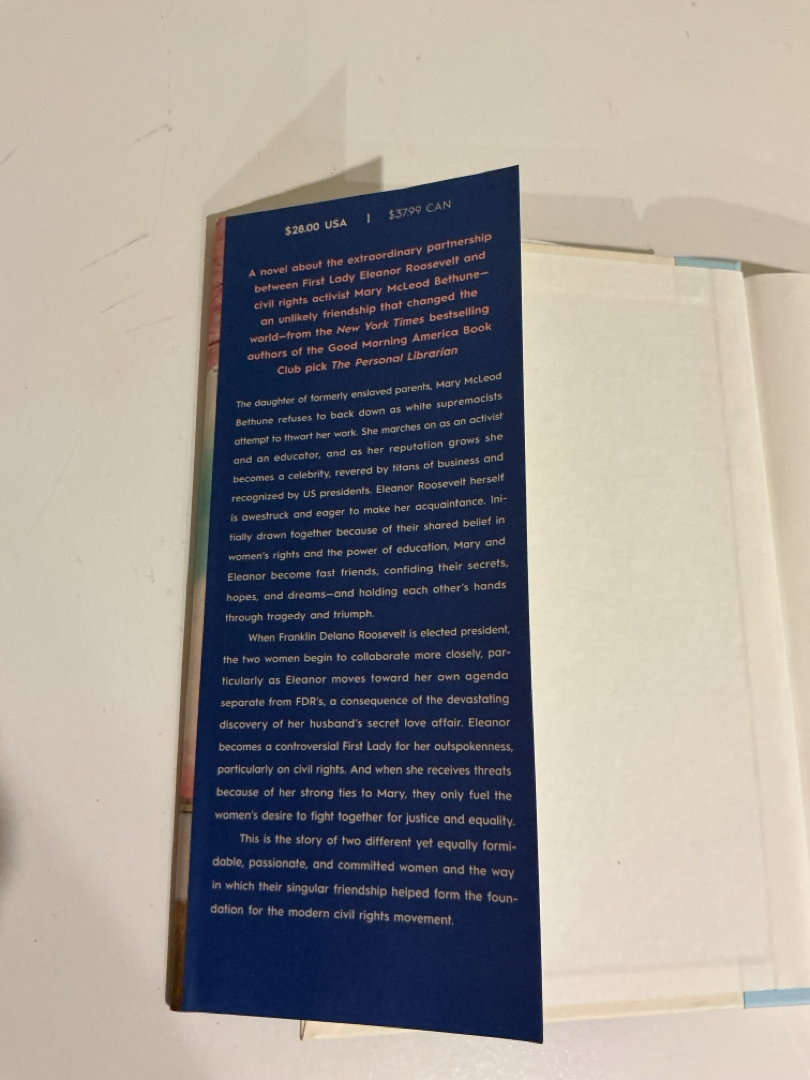 $28.00 USA | $37.99 CAN
A novel about the extraordinary partnership
between First Lady Eleanor Roosevelt and
civil rights activist Mary McLeod Bethune—
an unlikely friendship that changed the
world—from the New York Times bestselling
authors of the Good Morning America Book
Club pick The Personal Librarian
The daughter of formerly enslaved parents, Mary McLeod
Bethune refuses to back down as white supremacists
attempt to thwart her work. She marches on as an activist
and an educator, and as her reputation grows she
becomes a celebrity, revered by titans of business and
recognized by US presidents. Eleanor Roosevelt herself
is awestruck and eager to make her acquaintance. Ini-
tially drawn together because of their shared belief in
women's rights and the power of education, Mary and
Eleanor become fast friends, confiding their secrets,
hopes, and dreams—and holding each other's hands
through tragedy and triumph.
When Franklin Delano Roosevelt is elected president,
the two women begin to collaborate more closely, par-
ticularly as Eleanor moves toward her own agenda
separate from FDR's, a consequence of the devastating
discovery of her husband's secret love affair. Eleanor
becomes a controversial First Lady for her outspokenness,
particularly on civil rights. And when she receives threats
because of her strong ties to Mary, they only fuel the
women's desire to fight together for justice and equality.
This is the story of two different yet equally formi-
dable, passionate, and committed women and the way
in which their singular friendship helped form the foun-
dation for the modern civil rights movement.